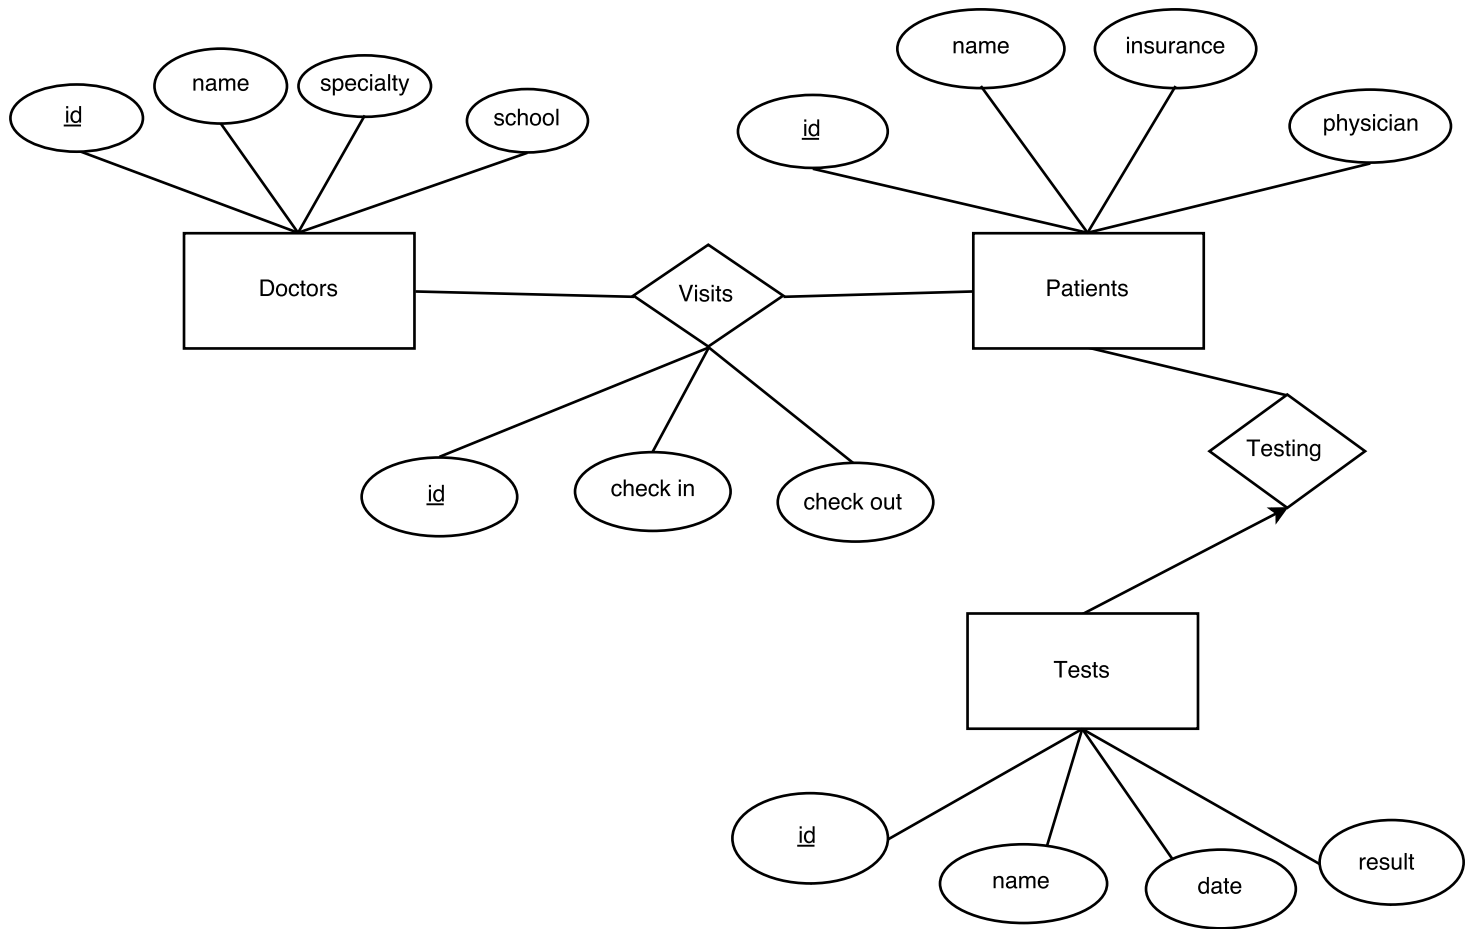 id
name
specialty
school
Doctors
id
name
insurance
physician
Patients
Visits
id
check in
check out
Testing
Tests
id
name
date
result